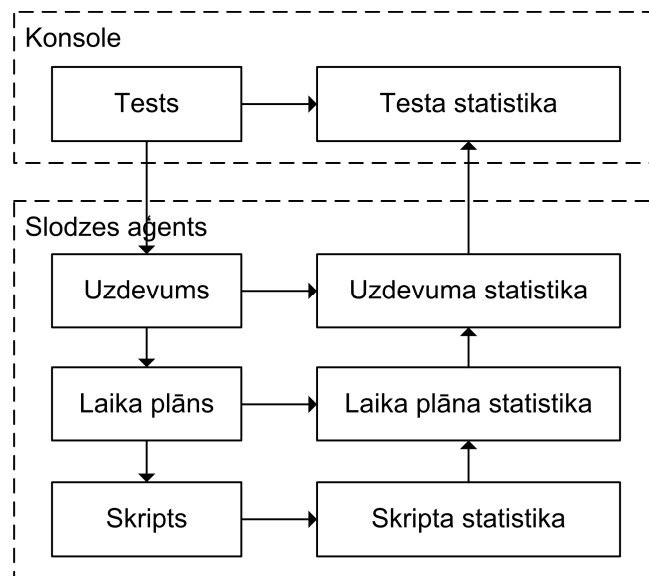 Konsole
Tests
Testa statistika
Slodzes aģents
Uzdevums
Uzdevuma statistika
Laika plāns
Laika plāna statistika
Skripts
Skripta statistika